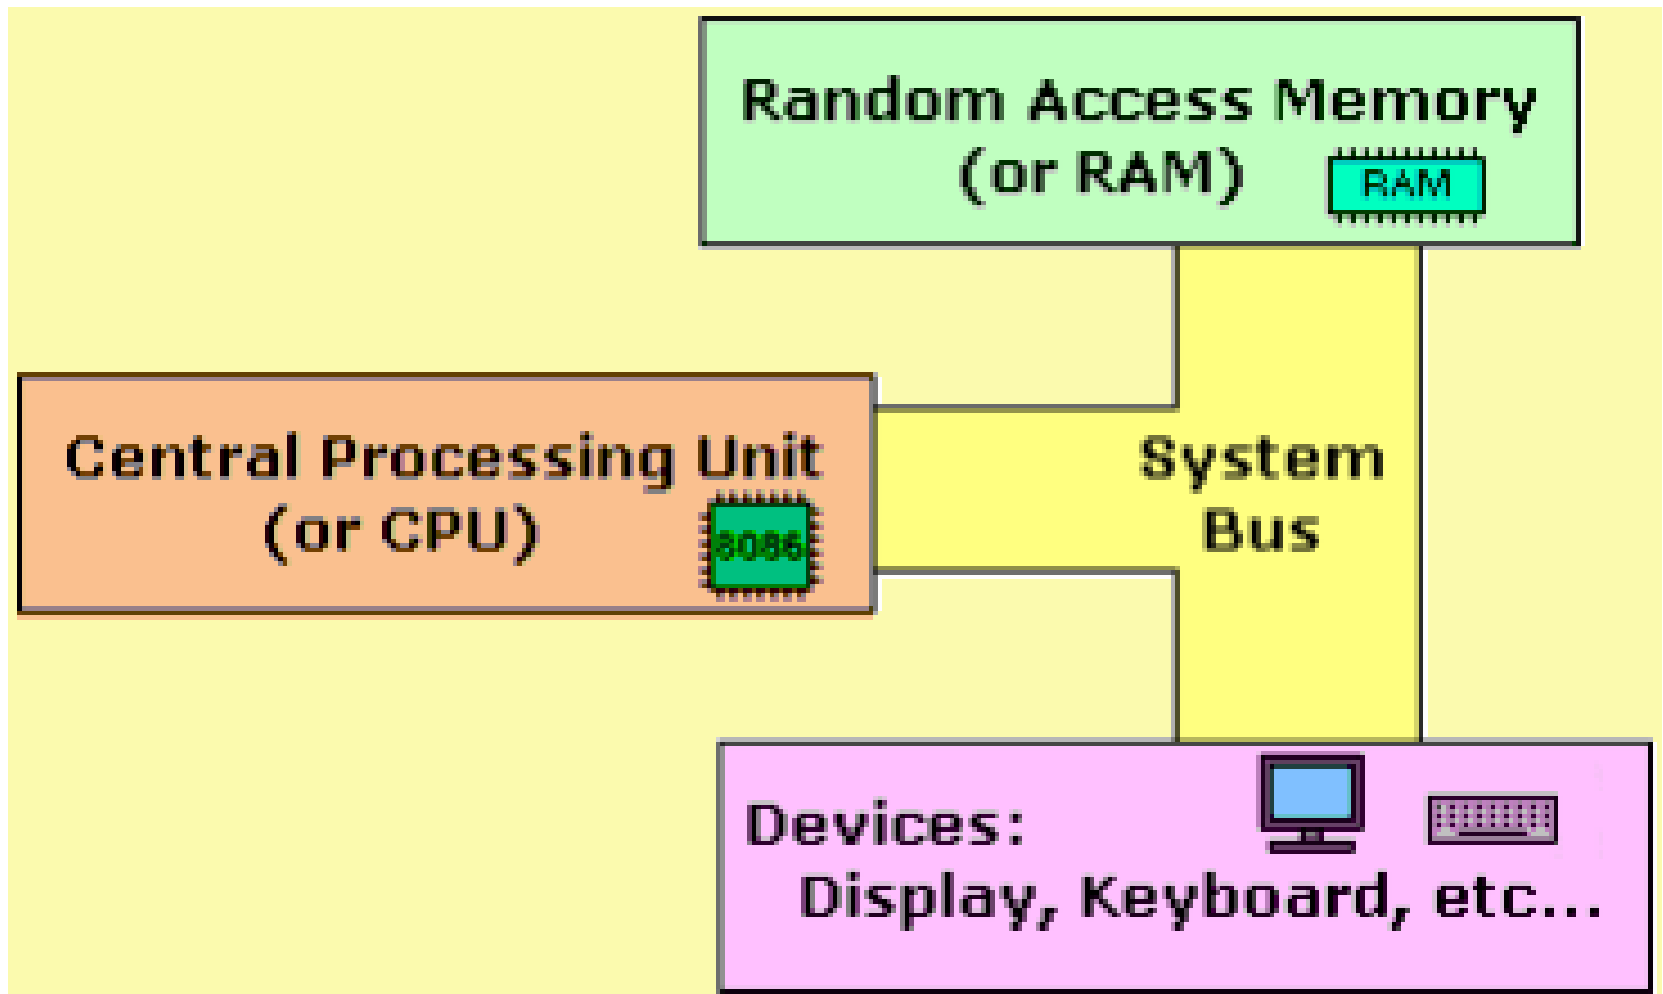 Random Access Memory
(or RAM)
RAM
Central Processing Unit
(or CPU)
8086
System
Bus
Devices:
Display, Keyboard, etc...